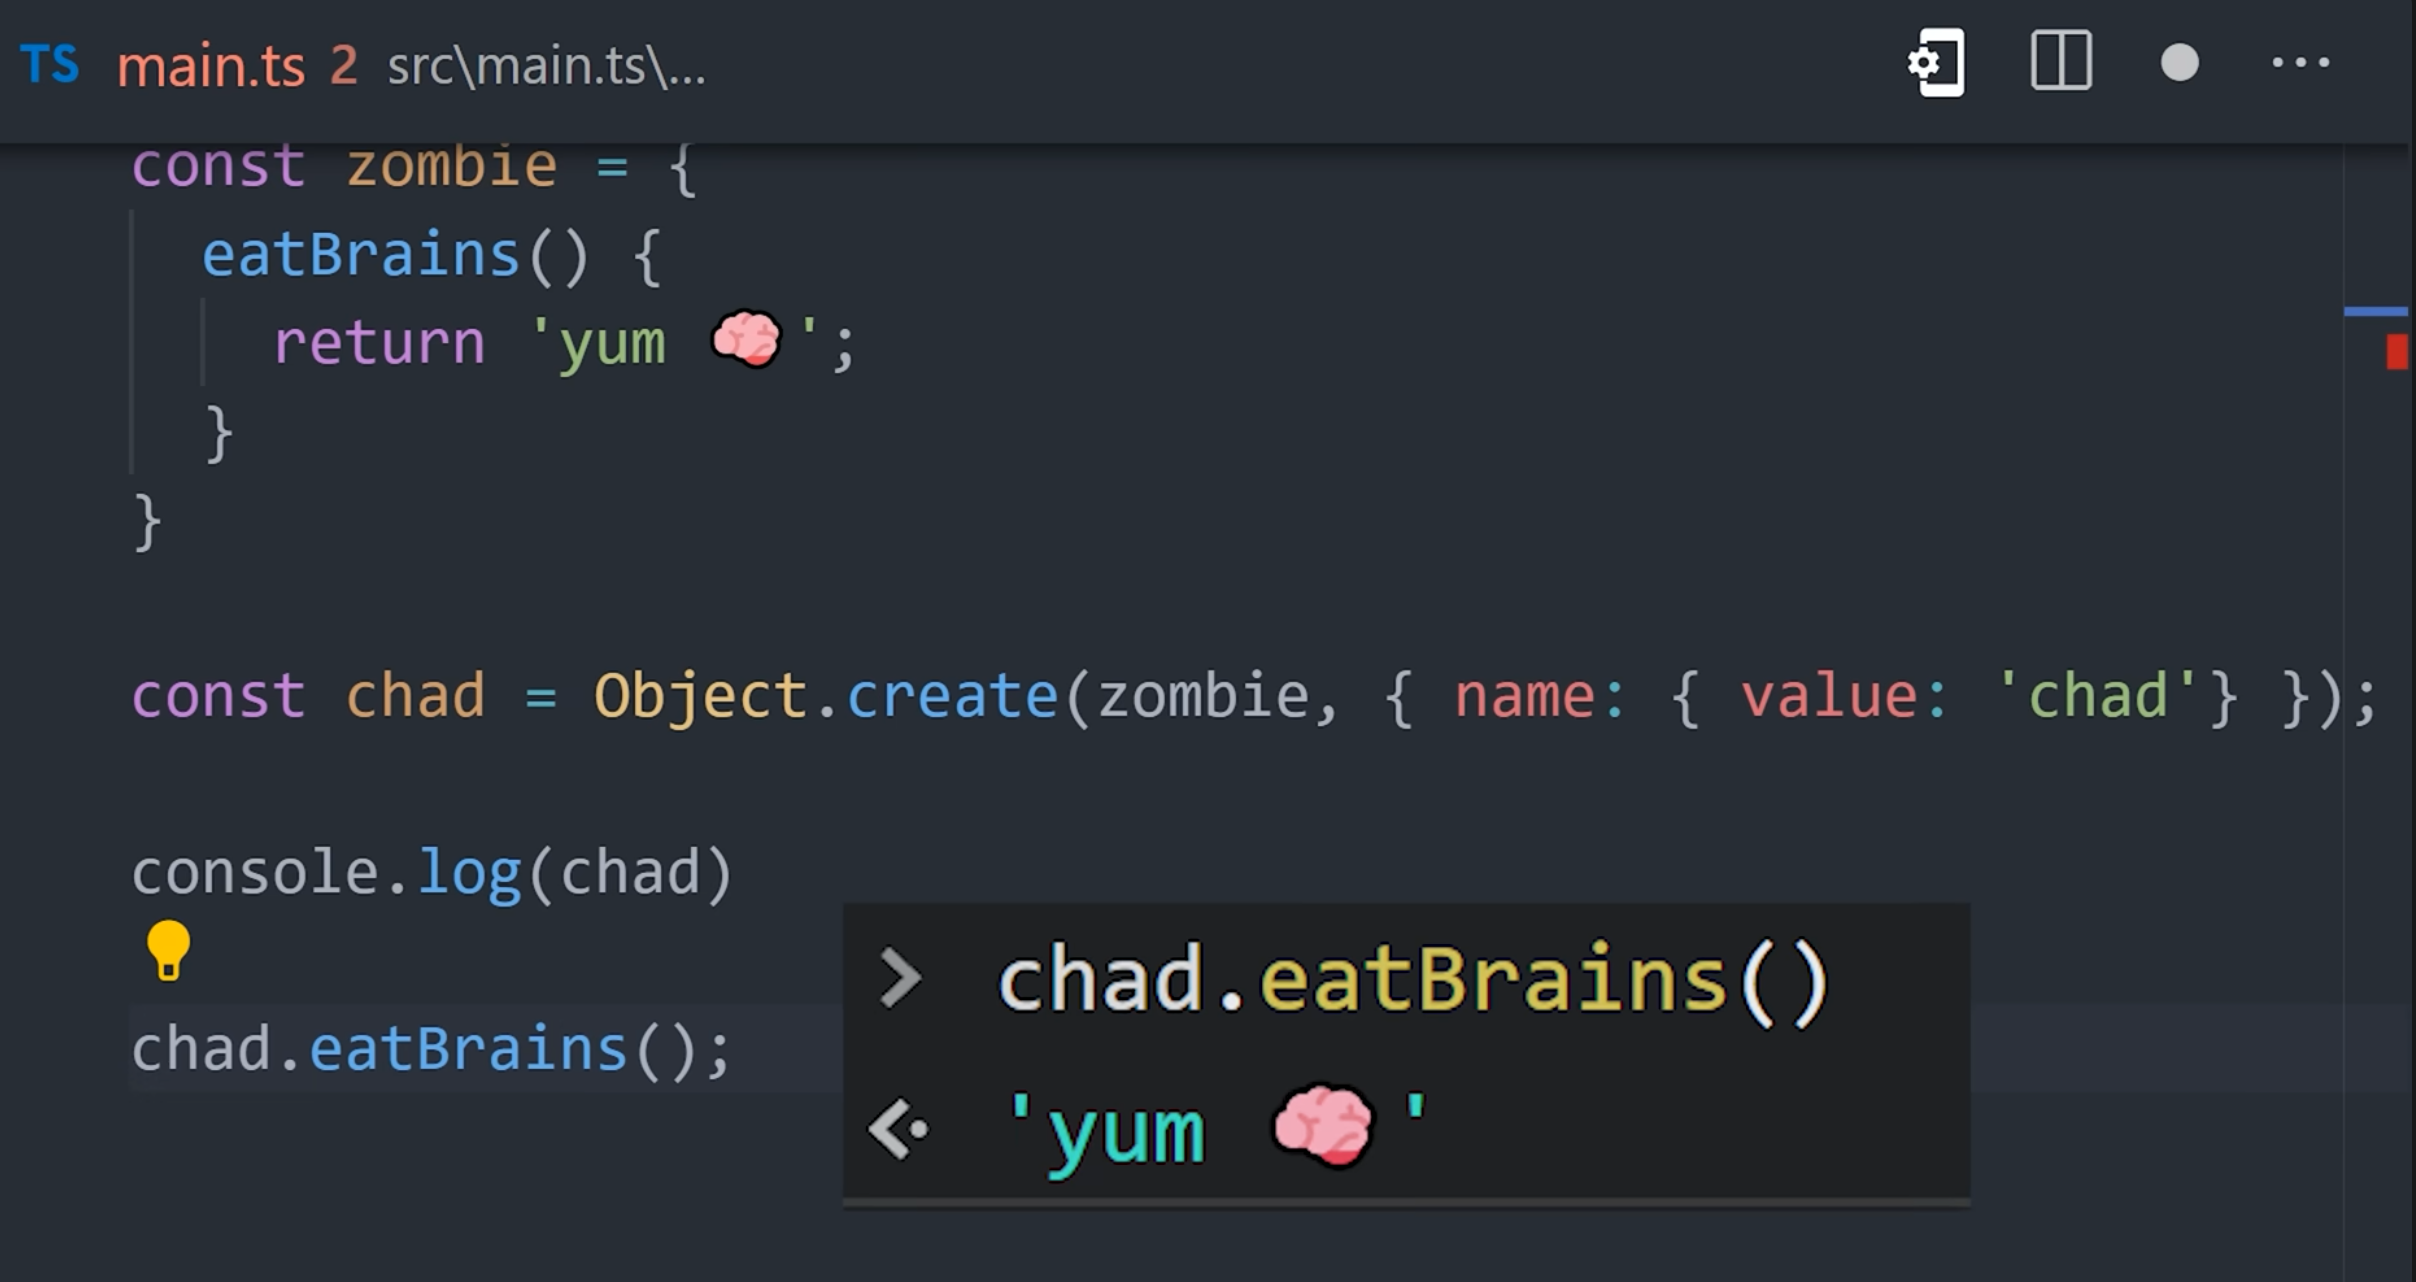 TS main.ts 2 src\main.ts\...
const zombie = {
eatBrains() {
return 'yum 🧠';
}
}
const chad = Object.create(zombie, { name: { value: 'chad'} });
console.log(chad)
chad.eatBrains();
> chad.eatBrains()
'yum 🧠'